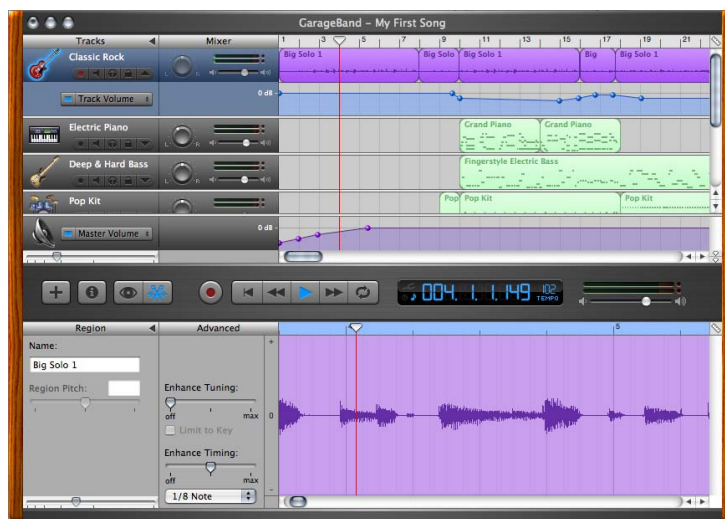 GarageBand – My First Song
Tracks Mixer 1 3 5 7 9 11 13 15 17 19 21
Classic Rock
Big Solo 1 Big Solo Big Solo 1 Big Big Solo 1
L R
Track Volume 0 dB
Electric Piano
Grand Piano Grand Piano
L R
Deep & Hard Bass
Fingerstyle Electric Bass
L R
Pop Kit
Pop Pop Kit Pop Kit
Master Volume 0 dB
004. 1. 1. 149 102
TEMPO
Region Advanced 5
Name:
Big Solo 1
Region Pitch:
Enhance Tuning:
off max
Limit to Key
Enhance Timing:
off max
1/8 Note
+
0
-